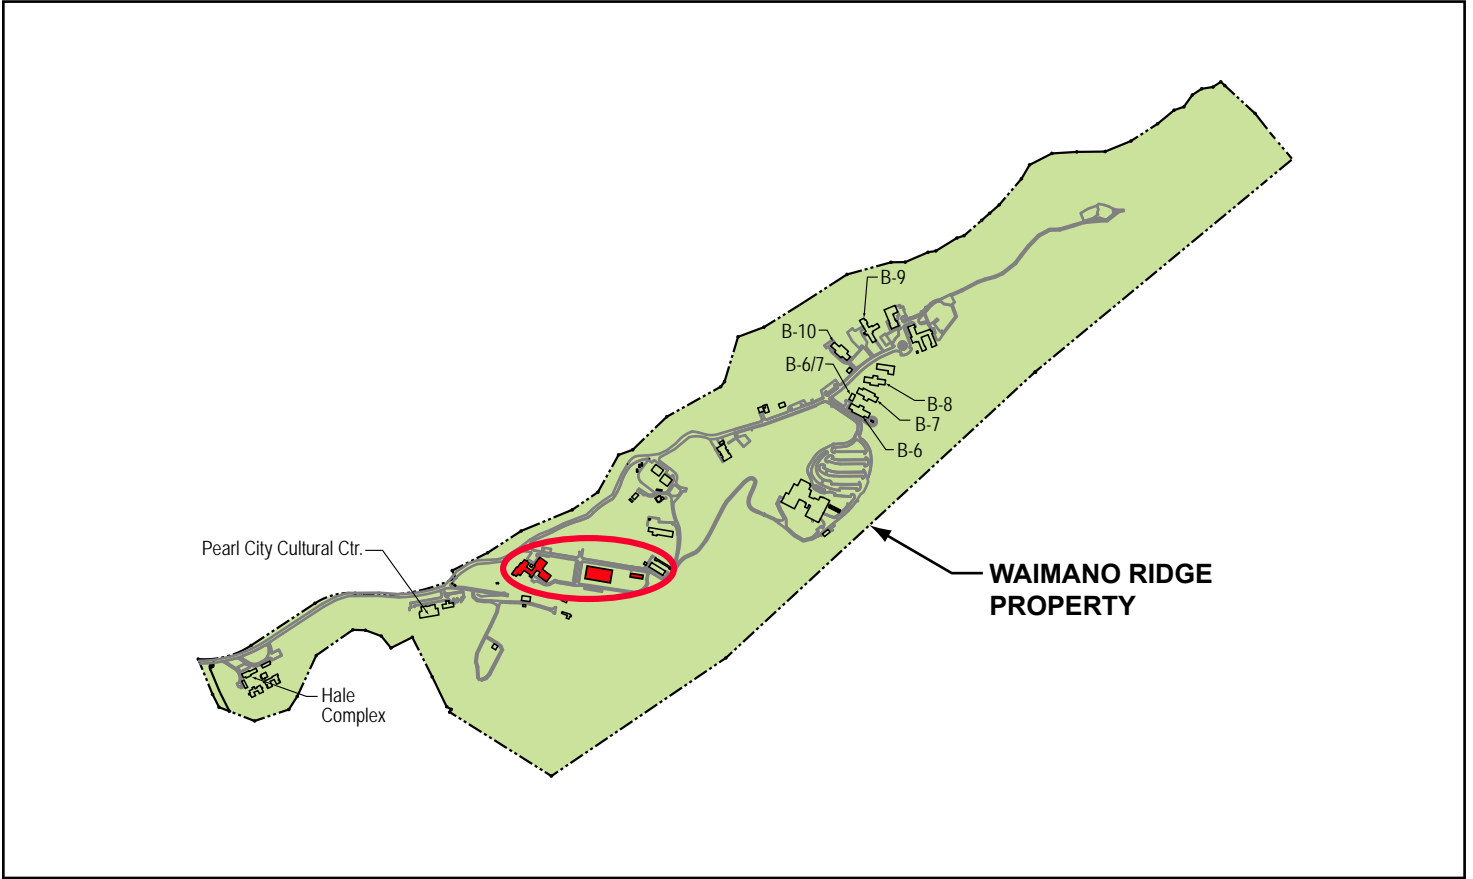 B-9
B-10
B-6/7
B-8
B-7
B-6
Pearl City Cultural Ctr.
WAIMANO RIDGE
PROPERTY
Hale
Complex